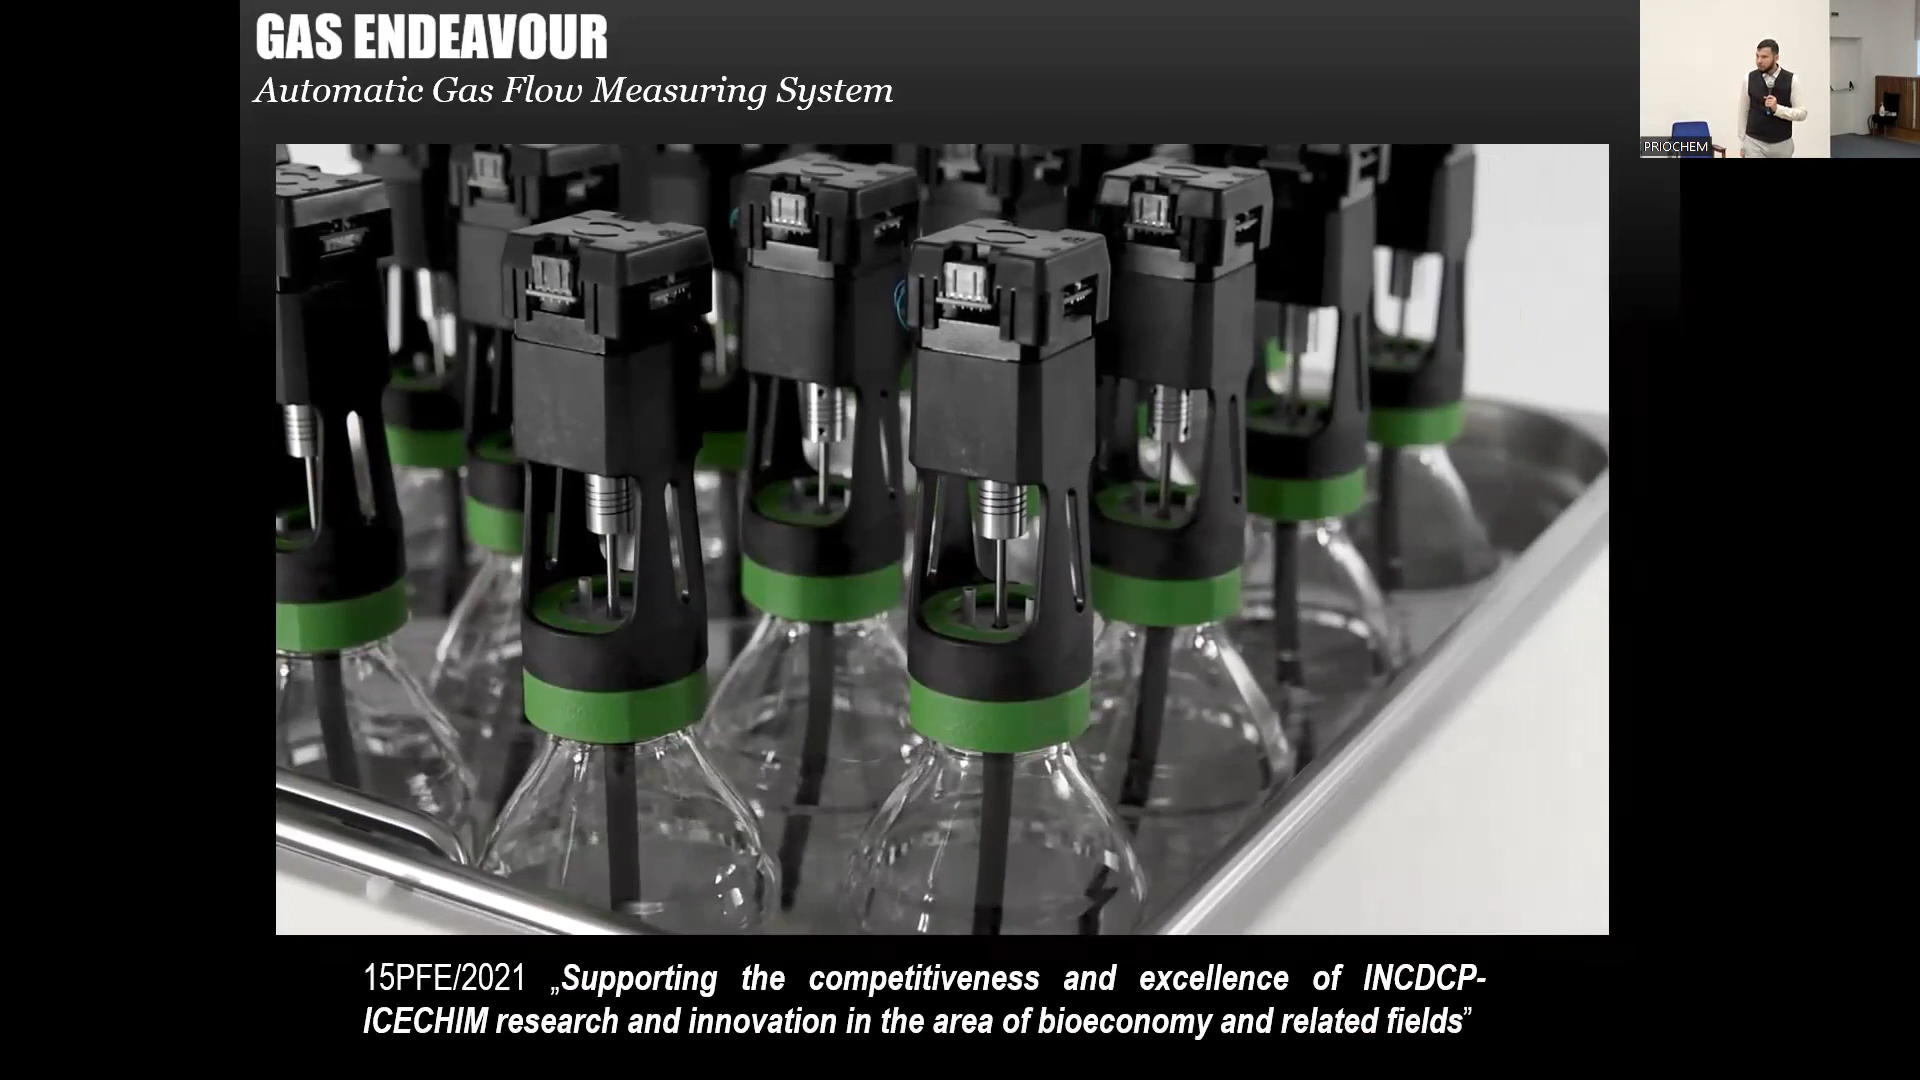 GAS ENDEAVOUR
Automatic Gas Flow Measuring System
PRIOCHEM
15PFE/2021 „Supporting the competitiveness and excellence of INCDCP-
ICECHIM research and innovation in the area of bioeconomy and related fields”